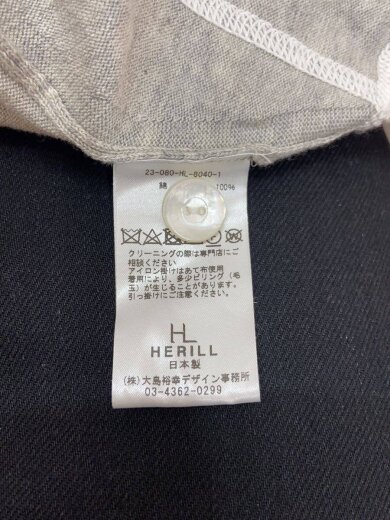 23-080-HL-8040-1
綿 100%
クリーニングの際は専門店にご
相談ください
アイロン掛けはあて布使用
着用により、多少ピリング(毛
玉)が生じることがあります。
引っ掛けにご注意ください。
HL
HERILL
日本製
(株)大島裕幸デザイン事務所
03-4362-0299